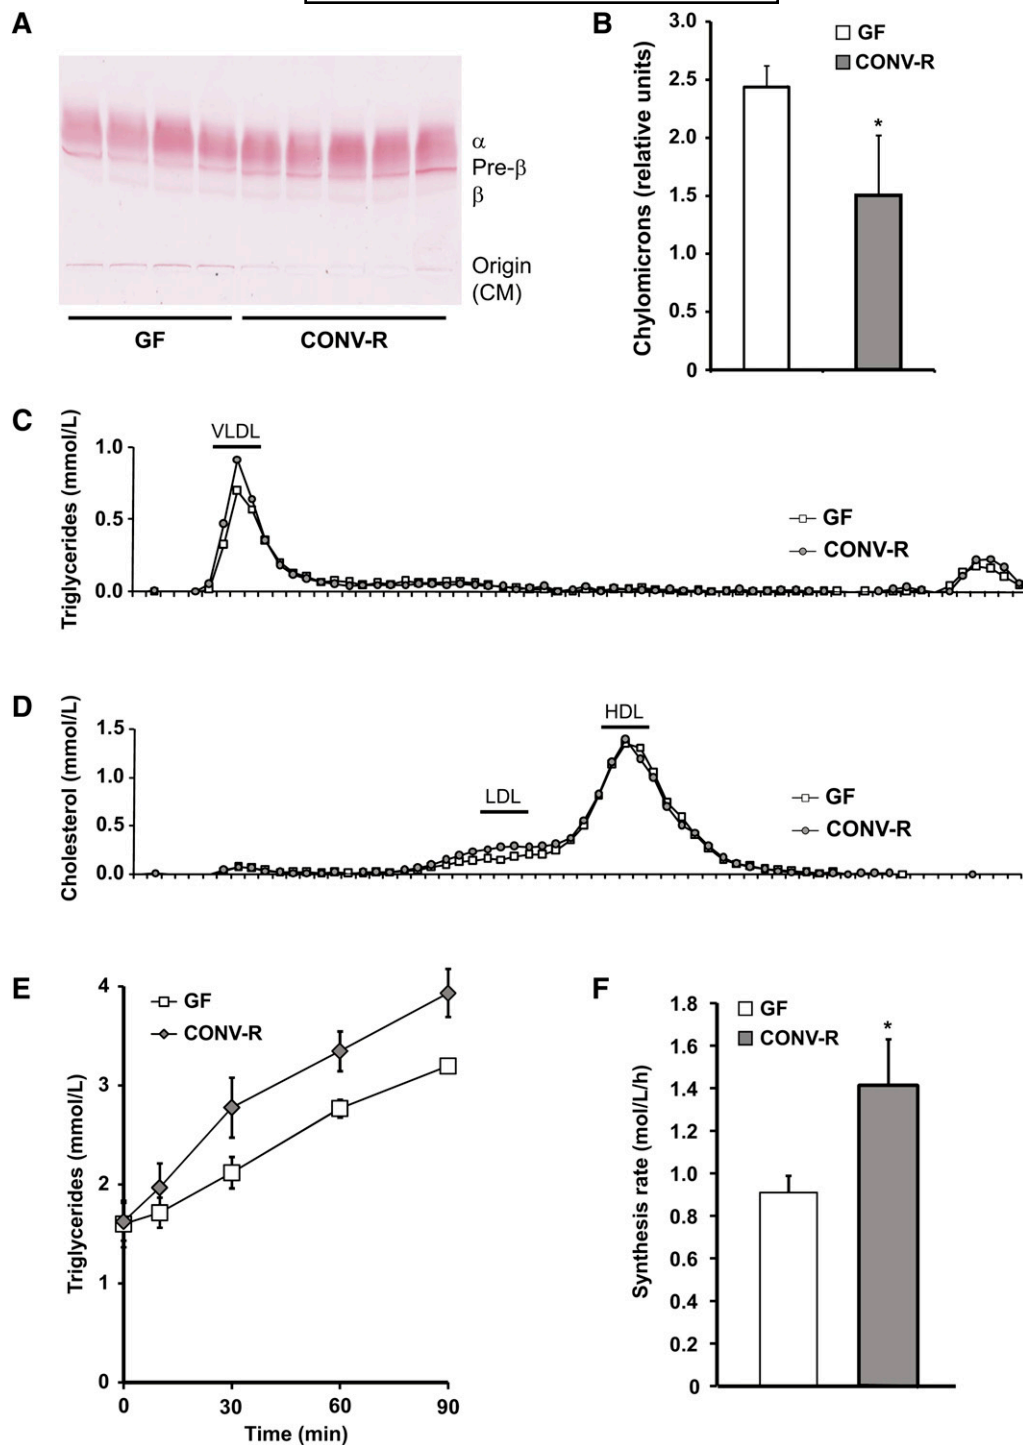 A
α
Pre-β
β
Origin
(CM)
GF
CONV-R
B
Chylomicrons (relative units)
3.0
2.5
2.0
1.5
1.0
0.5
0
GF
CONV-R
*
C
Triglycerides (mmol/L)
1.0
0.5
0.0
VLDL
GF
CONV-R
D
Cholesterol (mmol/L)
1.5
1.0
0.5
0.0
LDL
HDL
GF
CONV-R
E
Triglycerides (mmol/L)
4
3
2
1
0
GF
CONV-R
0 30 60 90
Time (min)
F
Synthesis rate (mol/L/h)
1.8
1.6
1.4
1.2
1.0
0.8
0.6
0.4
0.2
0
GF
CONV-R
*